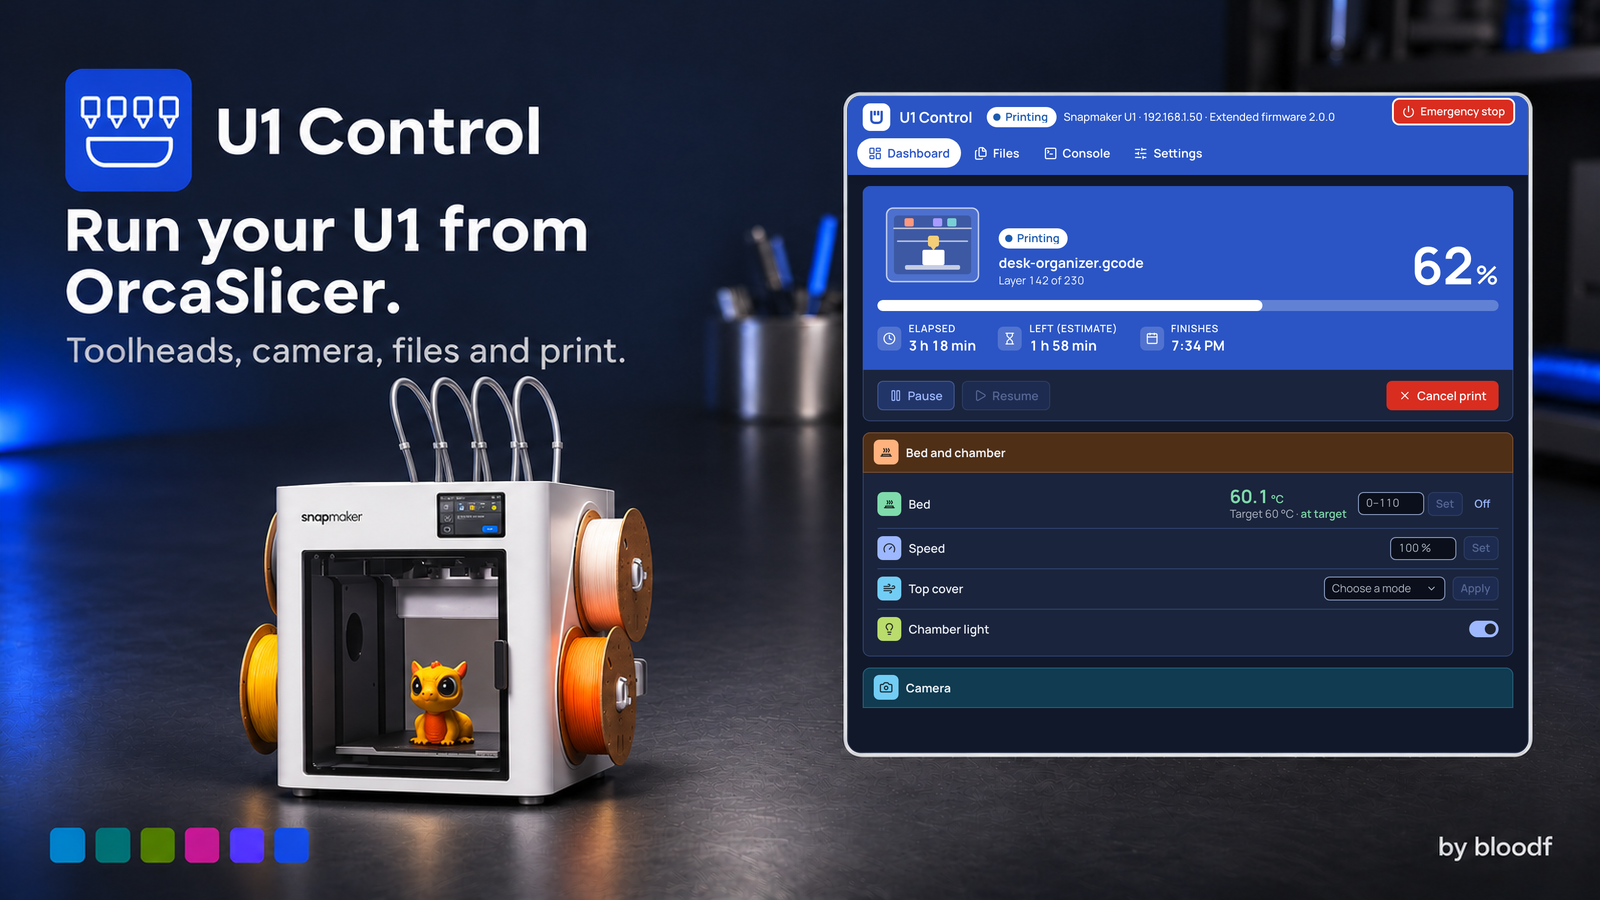 U1 Control
Run your U1 from
OrcaSlicer.
Toolheads, camera, files and print.
snapmaker
U1 Control
Printing
Snapmaker U1 · 192.168.1.50 · Extended firmware 2.0.0
Emergency stop
Dashboard
Files
Console
Settings
Printing
desk-organizer.gcode
Layer 142 of 230
62%
ELAPSED
3 h 18 min
LEFT (ESTIMATE)
1 h 58 min
FINISHES
7:34 PM
Pause
Resume
Cancel print
Bed and chamber
Bed
60.1 °C
Target 60 °C · at target
0–110
Set
Off
Speed
100 %
Set
Top cover
Choose a mode
Apply
Chamber light
Camera
by bloodf